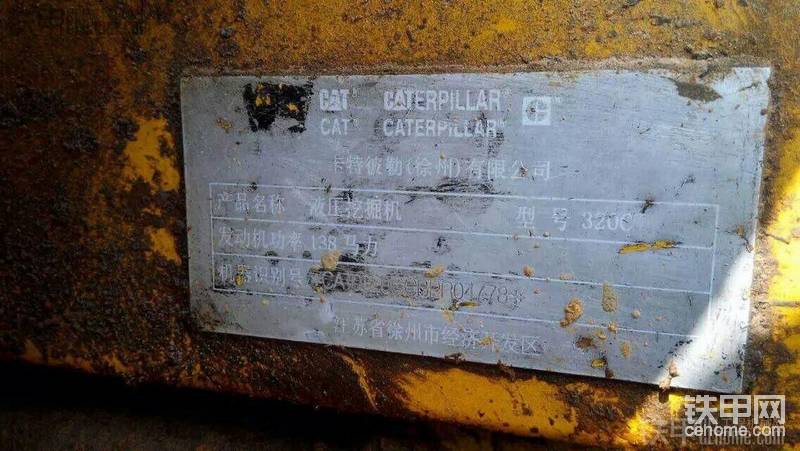 CAT CATERPILLAR
CAT CATERPILLAR
卡特彼勒(徐州)有限公司
产品名称 液压挖掘机 型号 320C
发动机功率 138 马力
机器识别号
江苏省徐州市经济开发区
铁甲网
cehome.com